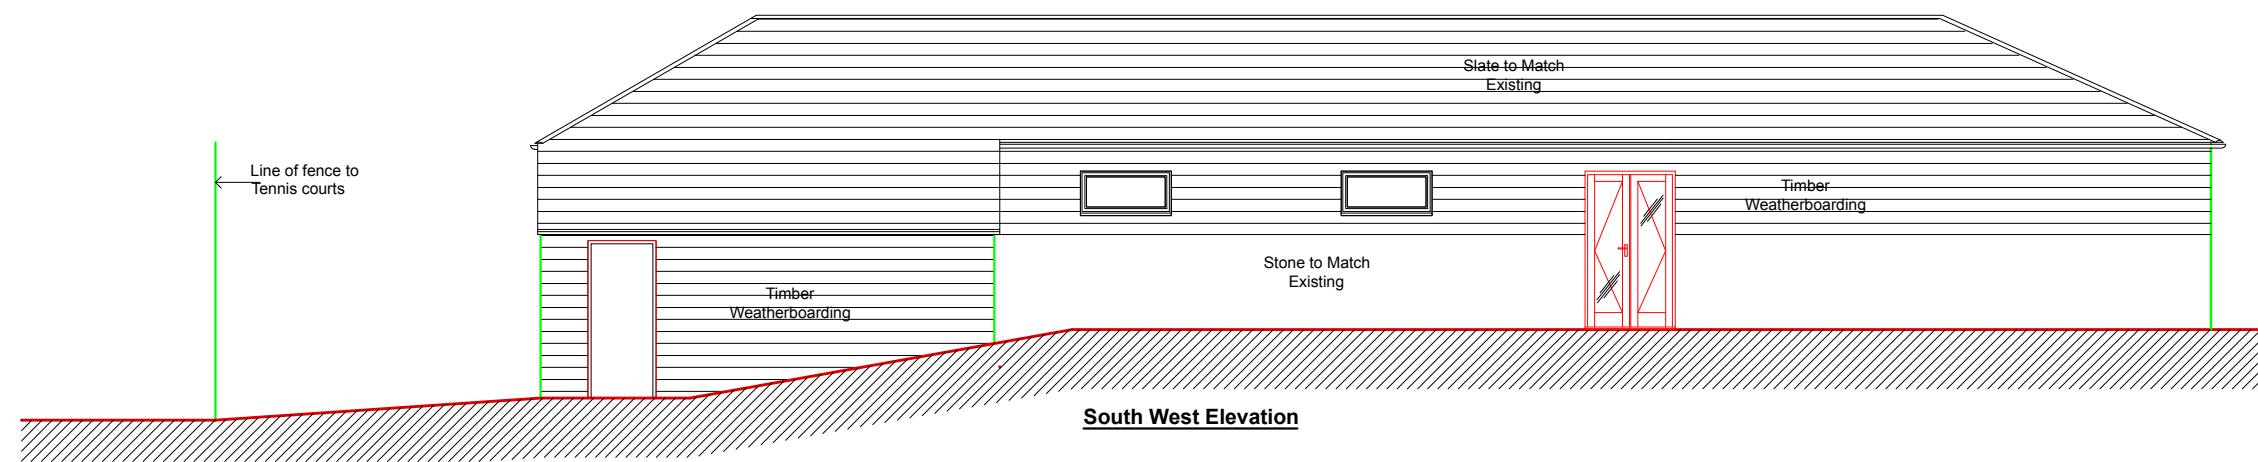 Slate to Match
Existing
Line of fence to
Tennis courts
Timber
Weatherboarding
Stone to Match
Existing
Timber
Weatherboarding
South West Elevation